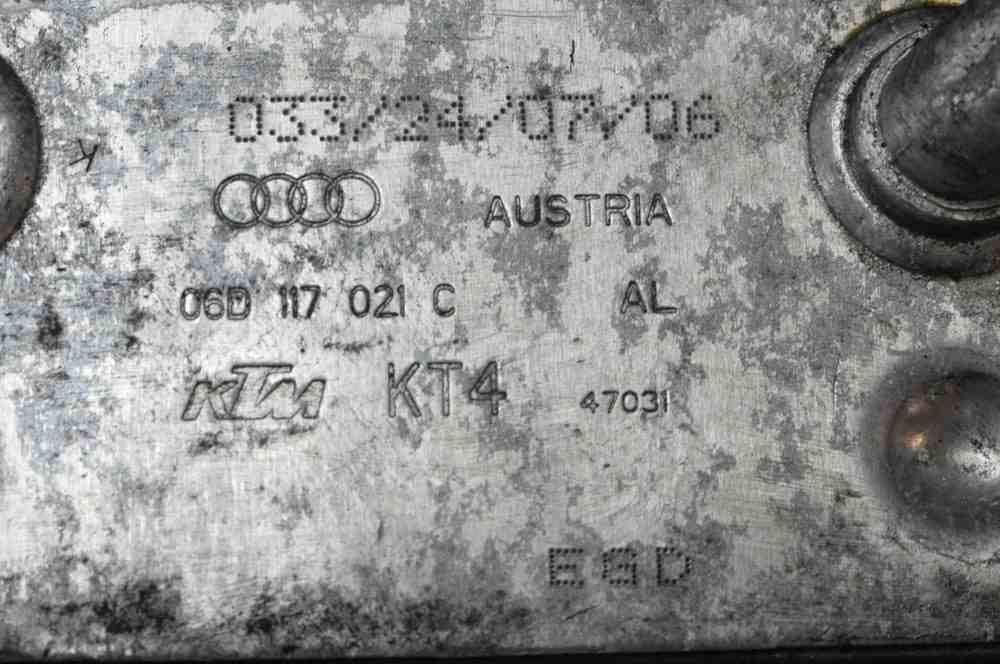 033/24/07/06
AUSTRIA
06D 117 021 C AL
KTM KT4 47031
EGD